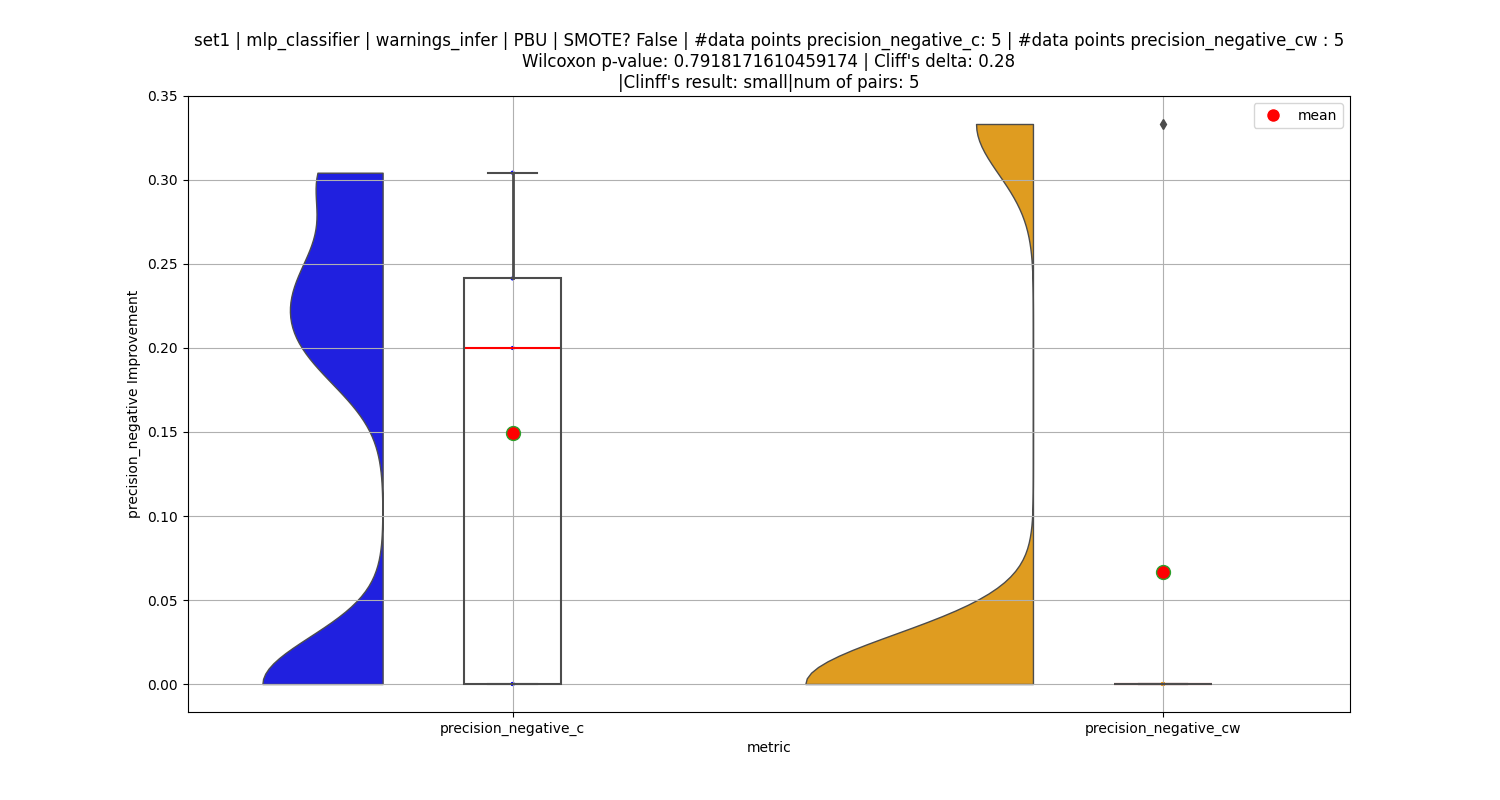 set1 | mlp_classifier | warnings_infer | PBU | SMOTE? False | #data points precision_negative_c: 5 | #data points precision_negative_cw : 5
Wilcoxon p-value: 0.7918171610459174 | Cliff's delta: 0.28
|Clinff's result: small|num of pairs: 5
mean
0.35
0.30
0.25
0.20
0.15
0.10
0.05
0.00
precision_negative Improvement
precision_negative_c
precision_negative_cw
metric